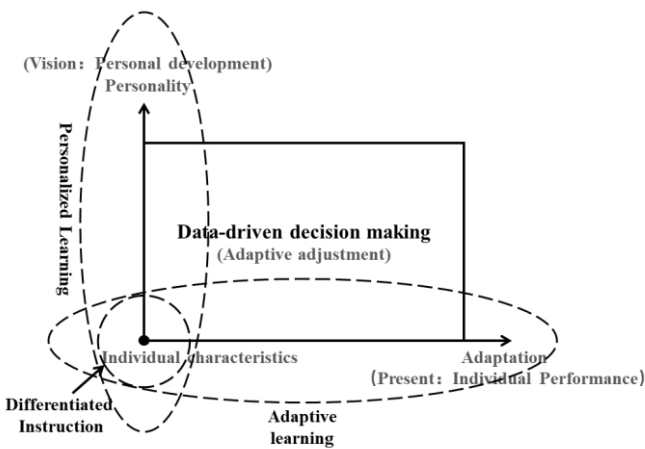 (Vision: Personal development)
Personality
Personalized Learning
Data-driven decision making
(Adaptive adjustment)
Individual characteristics
Adaptation
(Present: Individual Performance)
Differentiated
Instruction
Adaptive
learning